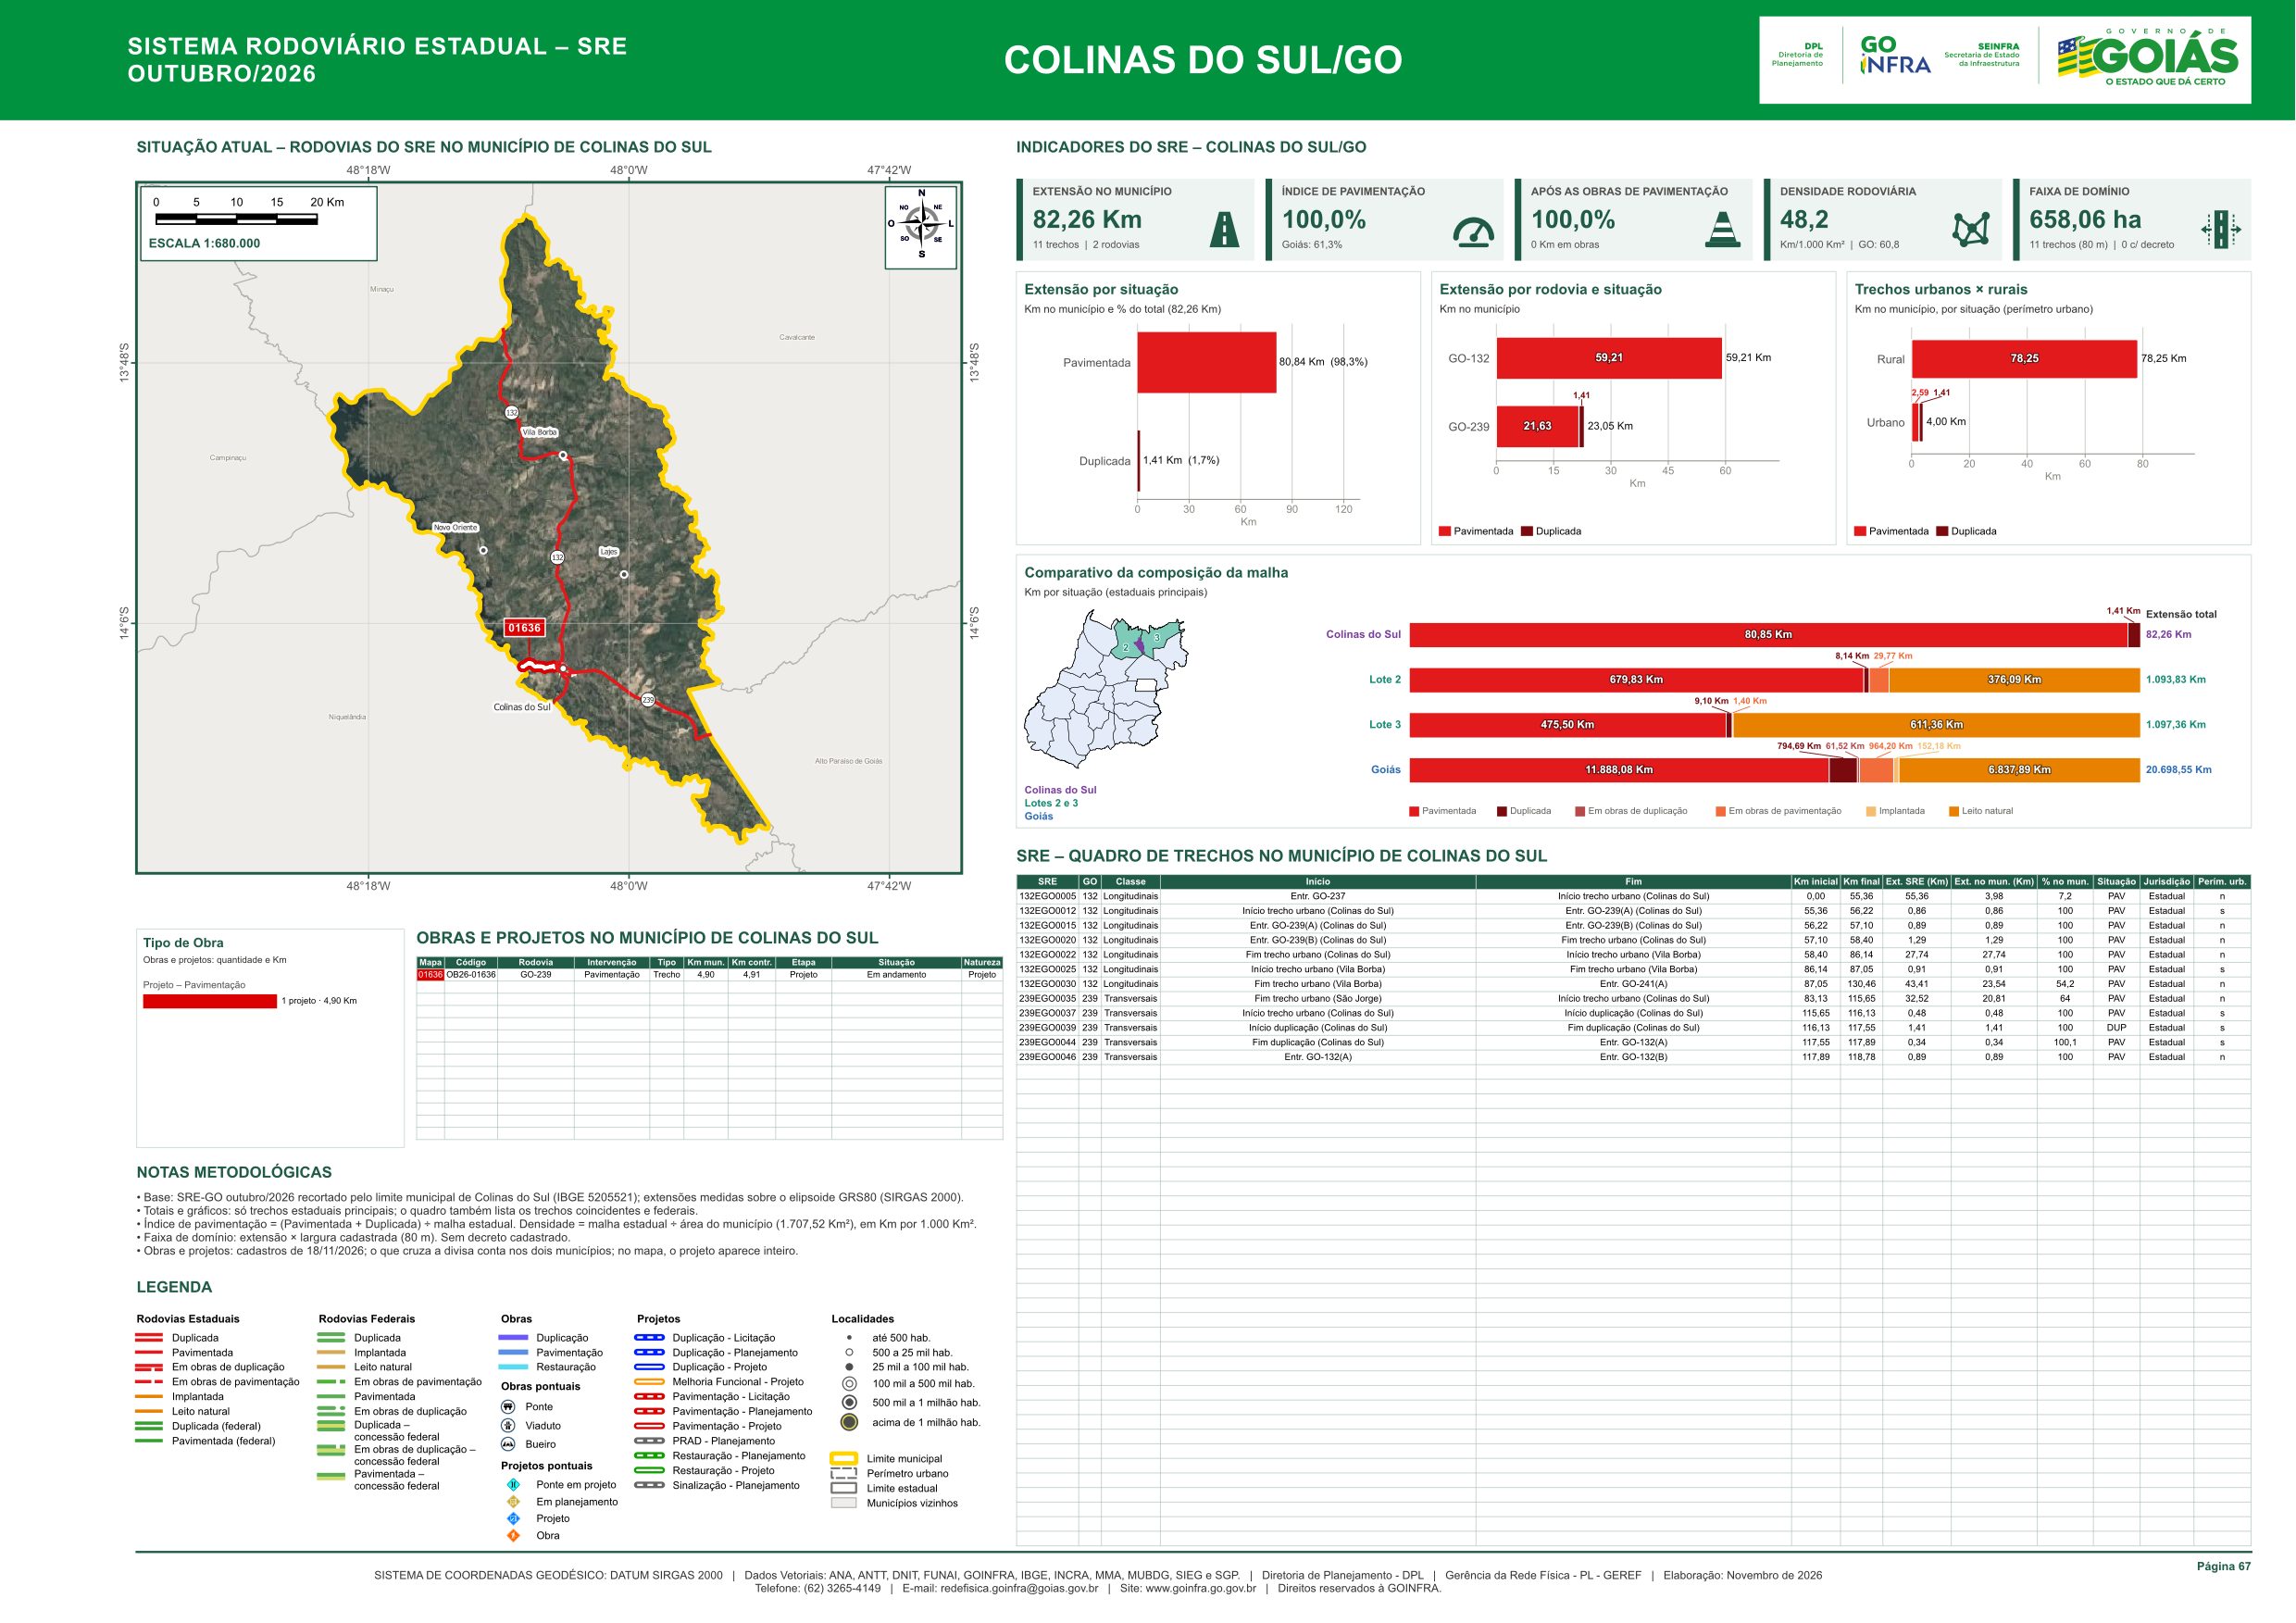 SISTEMA RODOVIÁRIO ESTADUAL – SRE
OUTUBRO/2026
COLINAS DO SUL/GO
DPL
Diretoria de
Planejamento
GO
iNFRA
SEINFRA
Secretaria de Estado
da Infraestrutura
GOVERNO DE
GOIÁS
O ESTADO QUE DÁ CERTO
SITUAÇÃO ATUAL – RODOVIAS DO SRE NO MUNICÍPIO DE COLINAS DO SUL
48°18'W 48°0'W 47°42'W
0 5 10 15 20 Km
ESCALA 1:680.000
N
NO NE
O L
SO SE
S
Minaçu
Cavalcante
13°48'S 13°48'S
132
Vila Borba
Campinaçu
Novo Oriente
132
Lajes
14°6'S 14°6'S
01636
239
Colinas do Sul
Niquelândia
Alto Paraíso de Goiás
48°18'W 48°0'W 47°42'W
INDICADORES DO SRE – COLINAS DO SUL/GO
EXTENSÃO NO MUNICÍPIO
82,26 Km
11 trechos | 2 rodovias
ÍNDICE DE PAVIMENTAÇÃO
100,0%
Goiás: 61,3%
APÓS AS OBRAS DE PAVIMENTAÇÃO
100,0%
0 Km em obras
DENSIDADE RODOVIÁRIA
48,2
Km/1.000 Km² | GO: 60,8
FAIXA DE DOMÍNIO
658,06 ha
11 trechos (80 m) | 0 c/ decreto
Extensão por situação
Km no município e % do total (82,26 Km)
Pavimentada 80,84 Km (98,3%)
Duplicada 1,41 Km (1,7%)
0 30 60 90 120
Km
Extensão por rodovia e situação
Km no município
GO-132 59,21 59,21 Km
1,41
GO-239 21,63 23,05 Km
0 15 30 45 60
Km
Pavimentada Duplicada
Trechos urbanos × rurais
Km no município, por situação (perímetro urbano)
Rural 78,25 78,25 Km
2,59 1,41
Urbano 4,00 Km
0 20 40 60 80
Km
Pavimentada Duplicada
Comparativo da composição da malha
Km por situação (estaduais principais)
2 3
Colinas do Sul
Lotes 2 e 3
Goiás
1,41 Km Extensão total
Colinas do Sul 80,85 Km 82,26 Km
8,14 Km 29,77 Km
Lote 2 679,83 Km 376,09 Km 1.093,83 Km
9,10 Km 1,40 Km
Lote 3 475,50 Km 611,36 Km 1.097,36 Km
794,69 Km 61,52 Km 964,20 Km 152,18 Km
Goiás 11.888,08 Km 6.837,89 Km 20.698,55 Km
Pavimentada Duplicada Em obras de duplicação Em obras de pavimentação Implantada Leito natural
SRE – QUADRO DE TRECHOS NO MUNICÍPIO DE COLINAS DO SUL
SRE GO Classe Início Fim Km inicial Km final Ext. SRE (Km) Ext. no mun. (Km) % no mun. Situação Jurisdição Perím. urb.
132EGO0005 132 Longitudinais Entr. GO-237 Início trecho urbano (Colinas do Sul) 0,00 55,36 55,36 3,98 7,2 PAV Estadual n
132EGO0012 132 Longitudinais Início trecho urbano (Colinas do Sul) Entr. GO-239(A) (Colinas do Sul) 55,36 56,22 0,86 0,86 100 PAV Estadual s
132EGO0015 132 Longitudinais Entr. GO-239(A) (Colinas do Sul) Entr. GO-239(B) (Colinas do Sul) 56,22 57,10 0,89 0,89 100 PAV Estadual n
132EGO0020 132 Longitudinais Entr. GO-239(B) (Colinas do Sul) Fim trecho urbano (Colinas do Sul) 57,10 58,40 1,29 1,29 100 PAV Estadual n
132EGO0022 132 Longitudinais Fim trecho urbano (Colinas do Sul) Início trecho urbano (Vila Borba) 58,40 86,14 27,74 27,74 100 PAV Estadual n
132EGO0025 132 Longitudinais Início trecho urbano (Vila Borba) Fim trecho urbano (Vila Borba) 86,14 87,05 0,91 0,91 100 PAV Estadual s
132EGO0030 132 Longitudinais Fim trecho urbano (Vila Borba) Entr. GO-241(A) 87,05 130,46 43,41 23,54 54,2 PAV Estadual n
239EGO0035 239 Transversais Fim trecho urbano (São Jorge) Início trecho urbano (Colinas do Sul) 83,13 115,65 32,52 20,81 64 PAV Estadual n
239EGO0037 239 Transversais Início trecho urbano (Colinas do Sul) Início duplicação (Colinas do Sul) 115,65 116,13 0,48 0,48 100 PAV Estadual s
239EGO0039 239 Transversais Início duplicação (Colinas do Sul) Fim duplicação (Colinas do Sul) 116,13 117,55 1,41 1,41 100 DUP Estadual s
239EGO0044 239 Transversais Fim duplicação (Colinas do Sul) Entr. GO-132(A) 117,55 117,89 0,34 0,34 100,1 PAV Estadual s
239EGO0046 239 Transversais Entr. GO-132(A) Entr. GO-132(B) 117,89 118,78 0,89 0,89 100 PAV Estadual n
Tipo de Obra
Obras e projetos: quantidade e Km
Projeto – Pavimentação
1 projeto · 4,90 Km
OBRAS E PROJETOS NO MUNICÍPIO DE COLINAS DO SUL
Mapa Código Rodovia Intervenção Tipo Km mun. Km contr. Etapa Situação Natureza
01636 OB26-01636 GO-239 Pavimentação Trecho 4,90 4,91 Projeto Em andamento Projeto
NOTAS METODOLÓGICAS
• Base: SRE-GO outubro/2026 recortado pelo limite municipal de Colinas do Sul (IBGE 5205521); extensões medidas sobre o elipsoide GRS80 (SIRGAS 2000).
• Totais e gráficos: só trechos estaduais principais; o quadro também lista os trechos coincidentes e federais.
• Índice de pavimentação = (Pavimentada + Duplicada) ÷ malha estadual. Densidade = malha estadual ÷ área do município (1.707,52 Km²), em Km por 1.000 Km².
• Faixa de domínio: extensão × largura cadastrada (80 m). Sem decreto cadastrado.
• Obras e projetos: cadastros de 18/11/2026; o que cruza a divisa conta nos dois municípios; no mapa, o projeto aparece inteiro.
LEGENDA
Rodovias Estaduais
Duplicada
Pavimentada
Em obras de duplicação
Em obras de pavimentação
Implantada
Leito natural
Duplicada (federal)
Pavimentada (federal)
Rodovias Federais
Duplicada
Implantada
Leito natural
Em obras de pavimentação
Pavimentada
Em obras de duplicação
Duplicada –
concessão federal
Em obras de duplicação –
concessão federal
Pavimentada –
concessão federal
Obras
Duplicação
Pavimentação
Restauração
Obras pontuais
Ponte
Viaduto
Bueiro
Projetos pontuais
Ponte em projeto
Em planejamento
Projeto
Obra
Projetos
Duplicação - Licitação
Duplicação - Planejamento
Duplicação - Projeto
Melhoria Funcional - Projeto
Pavimentação - Licitação
Pavimentação - Planejamento
Pavimentação - Projeto
PRAD - Planejamento
Restauração - Planejamento
Restauração - Projeto
Sinalização - Planejamento
Localidades
até 500 hab.
500 a 25 mil hab.
25 mil a 100 mil hab.
100 mil a 500 mil hab.
500 mil a 1 milhão hab.
acima de 1 milhão hab.
Limite municipal
Perímetro urbano
Limite estadual
Municípios vizinhos
Página 67
SISTEMA DE COORDENADAS GEODÉSICO: DATUM SIRGAS 2000 | Dados Vetoriais: ANA, ANTT, DNIT, FUNAI, GOINFRA, IBGE, INCRA, MMA, MUBDG, SIEG e SGP. | Diretoria de Planejamento - DPL | Gerência da Rede Física - PL - GEREF | Elaboração: Novembro de 2026
Telefone: (62) 3265-4149 | E-mail: redefisica.goinfra@goias.gov.br | Site: www.goinfra.go.gov.br | Direitos reservados à GOINFRA.